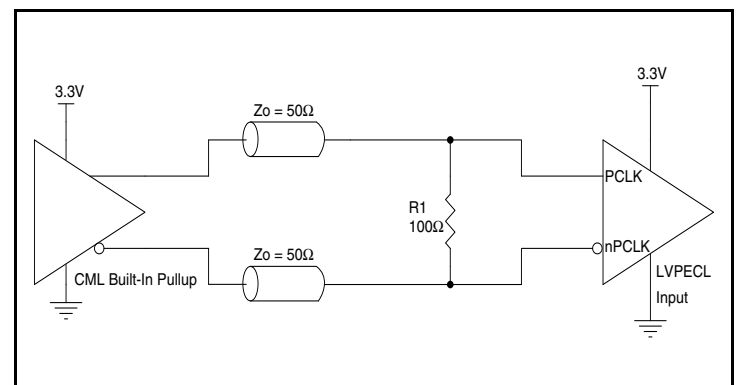 3.3V
3.3V
Zo = 50Ω
PCLK
R1
100Ω
nPCLK
Zo = 50Ω
CML Built-In Pullup
LVPECL
Input